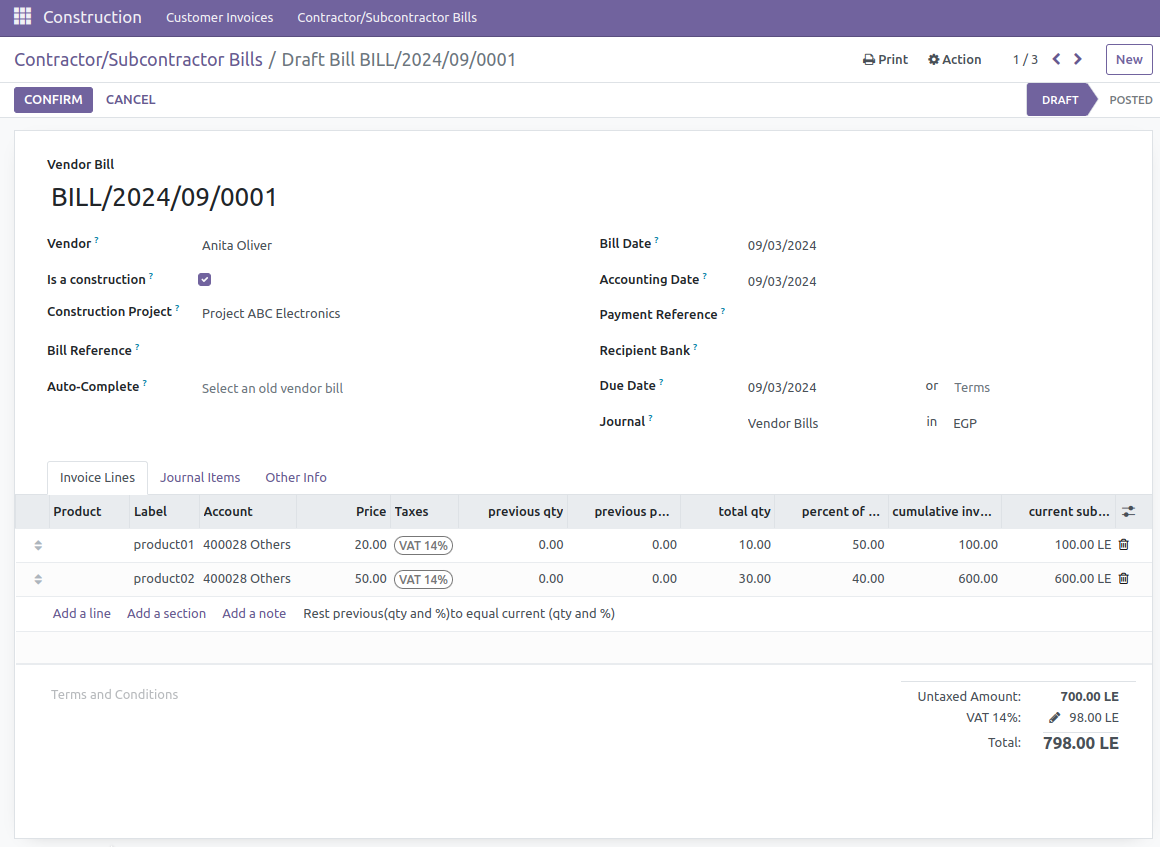 Construction Customer Invoices Contractor/Subcontractor Bills
Contractor/Subcontractor Bills / Draft Bill BILL/2024/09/0001 Print Action 1 / 3 New
CONFIRM CANCEL DRAFT POSTED
Vendor Bill
BILL/2024/09/0001
Vendor ? Anita Oliver Bill Date ? 09/03/2024
Is a construction ? Accounting Date ? 09/03/2024
Construction Project ? Project ABC Electronics Payment Reference ?
Bill Reference ? Recipient Bank ?
Auto-Complete ? Select an old vendor bill Due Date ? 09/03/2024 or Terms
Journal ? Vendor Bills in EGP
Invoice Lines Journal Items Other Info
Product Label Account Price Taxes previous qty previous p... total qty percent of ... cumulative inv... current sub...
product01 400028 Others 20.00 VAT 14% 0.00 0.00 10.00 50.00 100.00 100.00 LE
product02 400028 Others 50.00 VAT 14% 0.00 0.00 30.00 40.00 600.00 600.00 LE
Add a line Add a section Add a note Rest previous(qty and %)to equal current (qty and %)
Terms and Conditions Untaxed Amount: 700.00 LE
VAT 14%: 98.00 LE
Total: 798.00 LE